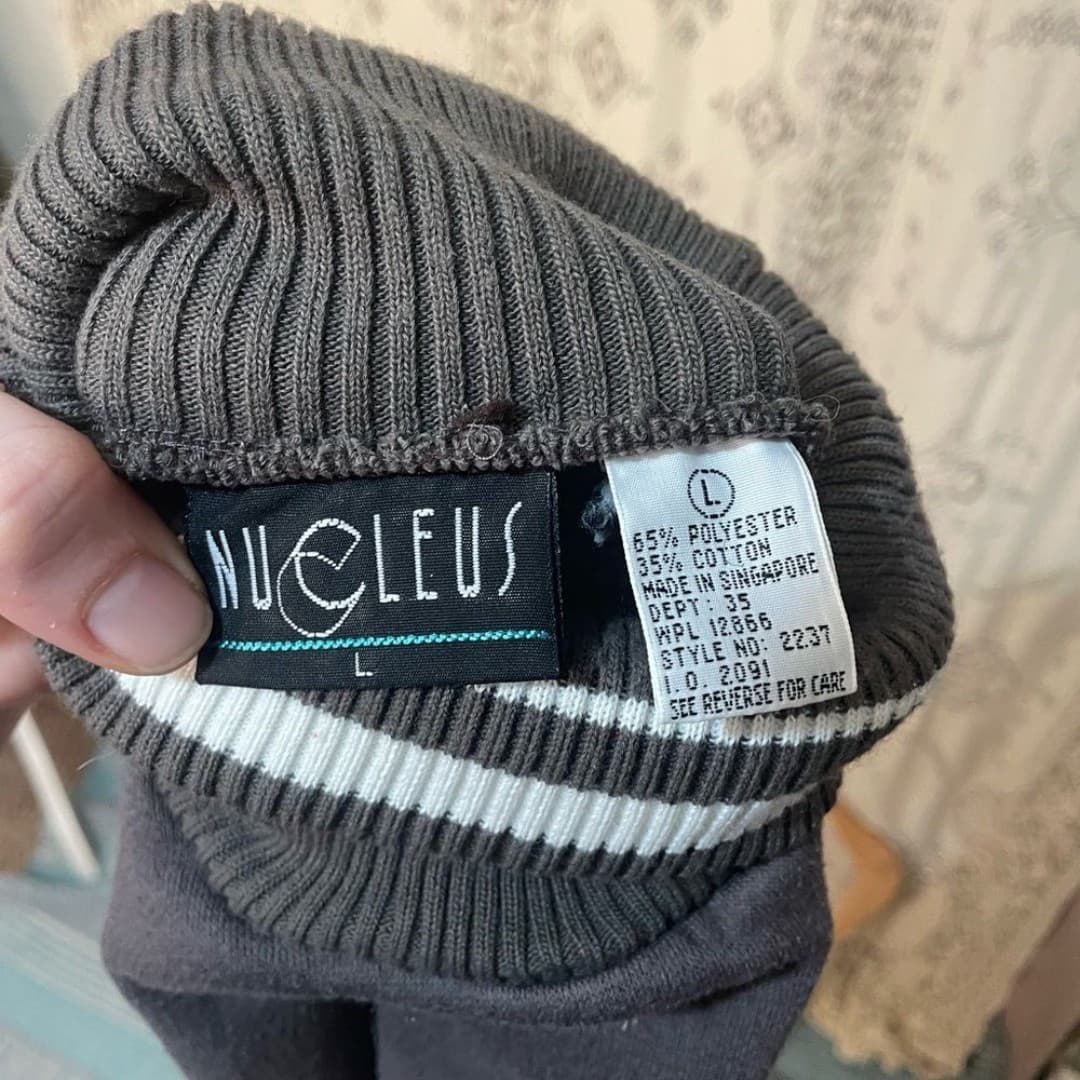 NUCLEUS
L
L
65% POLYESTER
35% COTTON
MADE IN SINGAPORE
DEPT: 35
WPL 12866
STYLE NO: 2237
I.O. 2091
SEE REVERSE FOR CARE